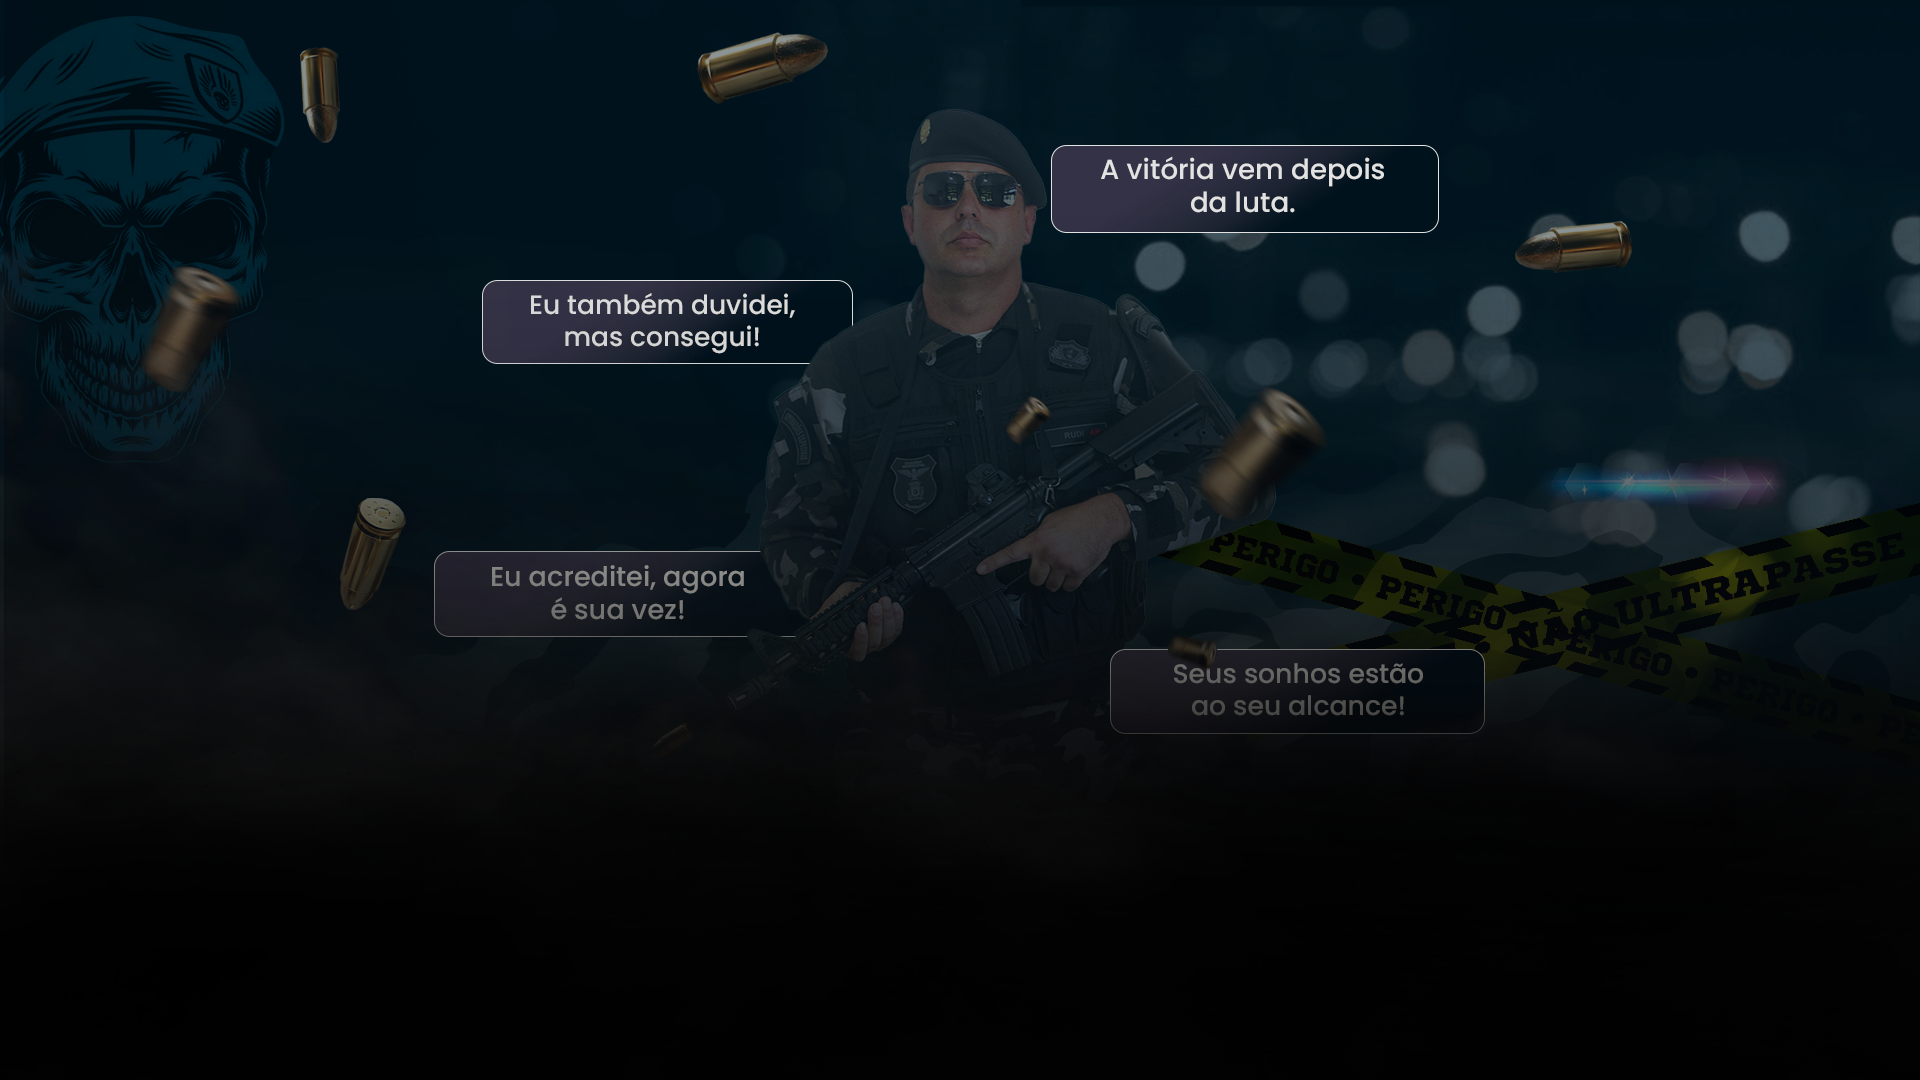 A vitória vem depois
da luta.
Eu também duvidei,
mas consegui!
Eu acreditei, agora
é sua vez!
PERIGO • PERIGO • PERIGO • PERIGO •
NÃO ULTRAPASSE
Seus sonhos estão
ao seu alcance!